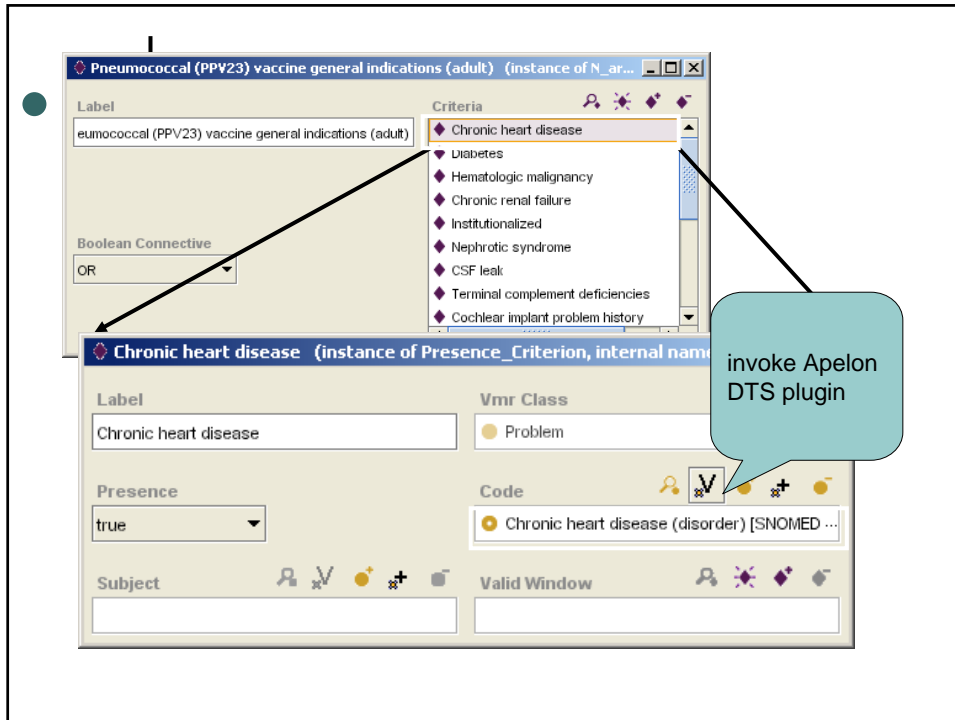 Pneumococcal (PPV23) vaccine general indications (adult) (instance of N_ar...
Label
eumococcal (PPV23) vaccine general indications (adult)
Criteria
Chronic heart disease
Diabetes
Hematologic malignancy
Chronic renal failure
Institutionalized
Nephrotic syndrome
CSF leak
Terminal complement deficiencies
Cochlear implant problem history
Boolean Connective
OR
Chronic heart disease (instance of Presence_Criterion, internal name
invoke Apelon
DTS plugin
Label
Chronic heart disease
Vmr Class
Problem
Presence
true
Code
Chronic heart disease (disorder) [SNOMED ...
Subject
Valid Window